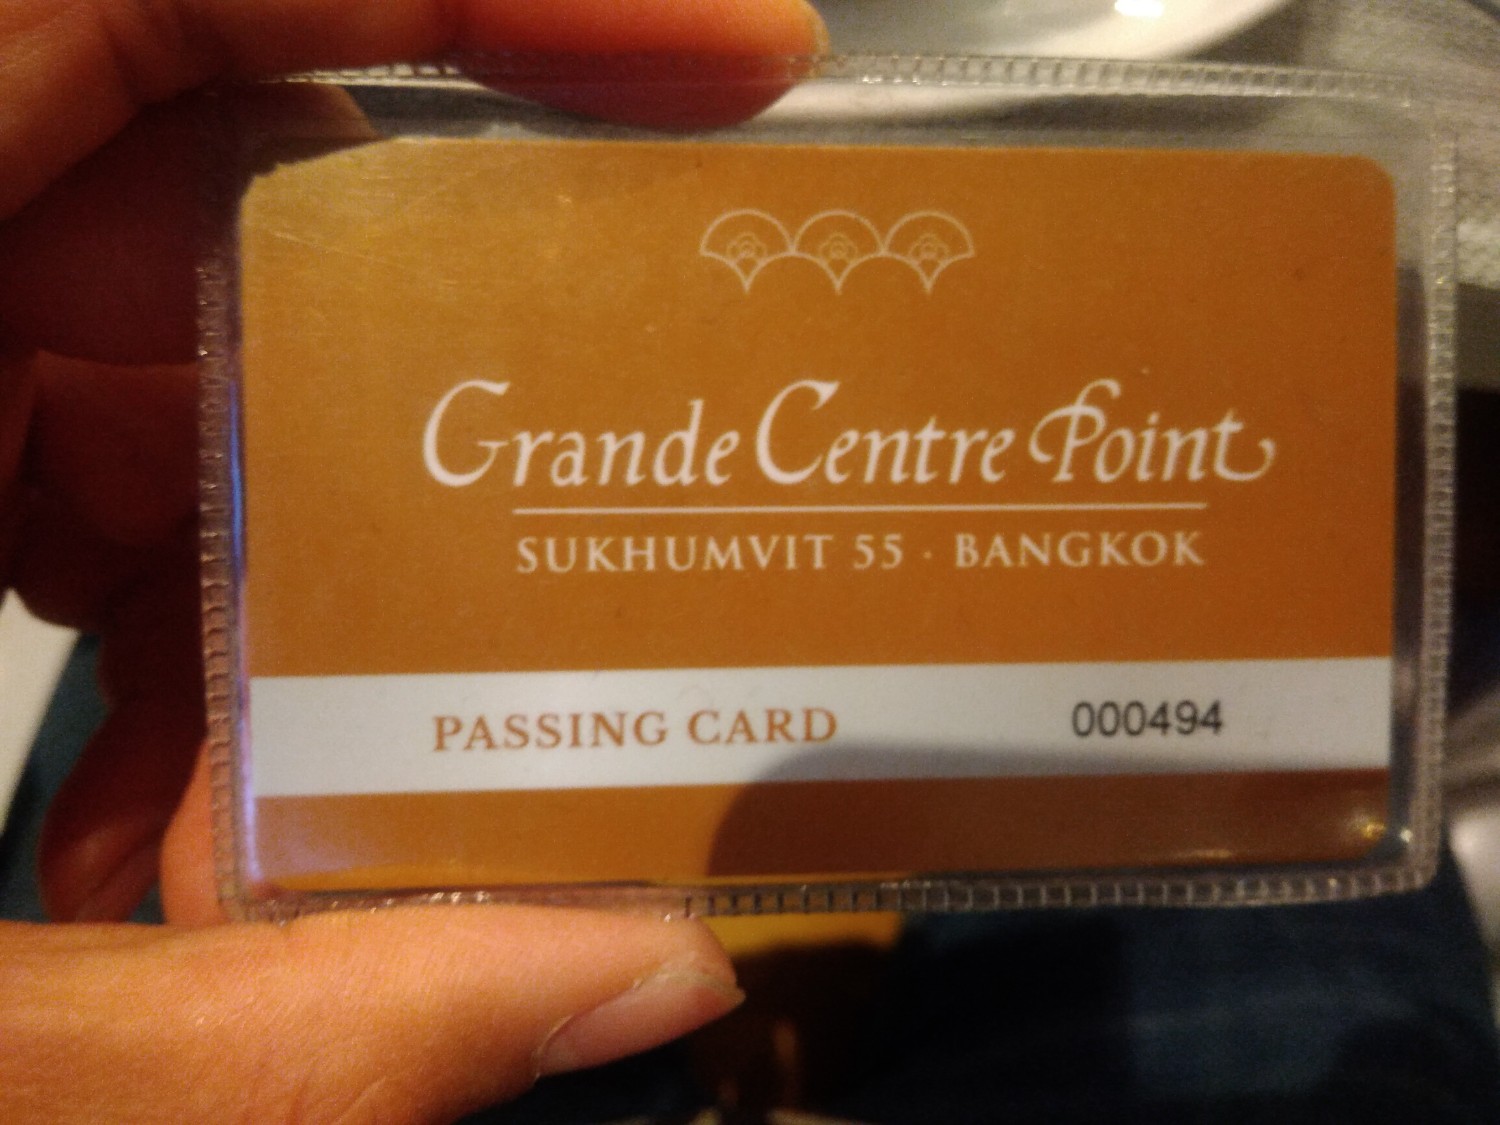 Grande Centre Point
SUKHUMVIT 55 · BANGKOK
PASSING CARD 000494